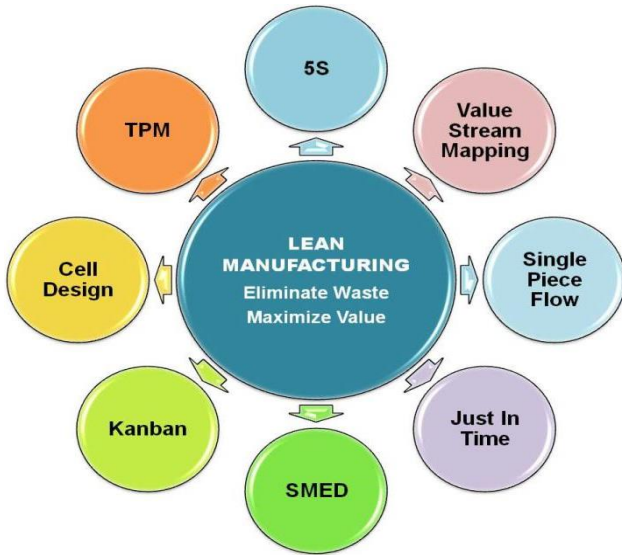 5S
Value
Stream
Mapping
Single
Piece
Flow
Just In
Time
SMED
Kanban
Cell
Design
TPM
LEAN
MANUFACTURING
Eliminate Waste
Maximize Value